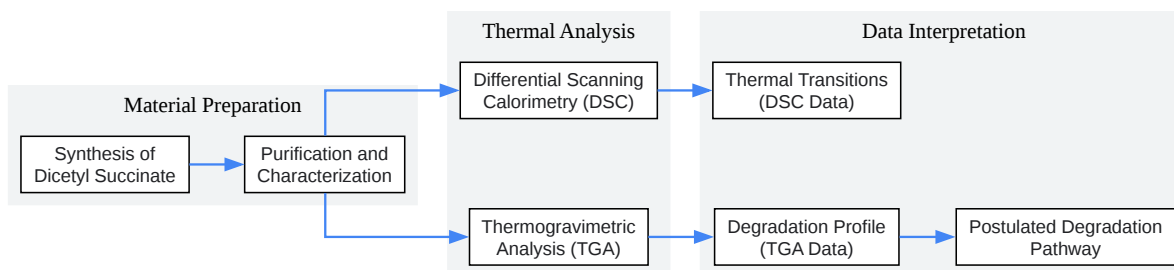 Thermal Analysis
Data Interpretation
Differential Scanning
Calorimetry (DSC)
Thermal Transitions
(DSC Data)
Material Preparation
Synthesis of
Dicetyl Succinate
Purification and
Characterization
Thermogravimetric
Analysis (TGA)
Degradation Profile
(TGA Data)
Postulated Degradation
Pathway